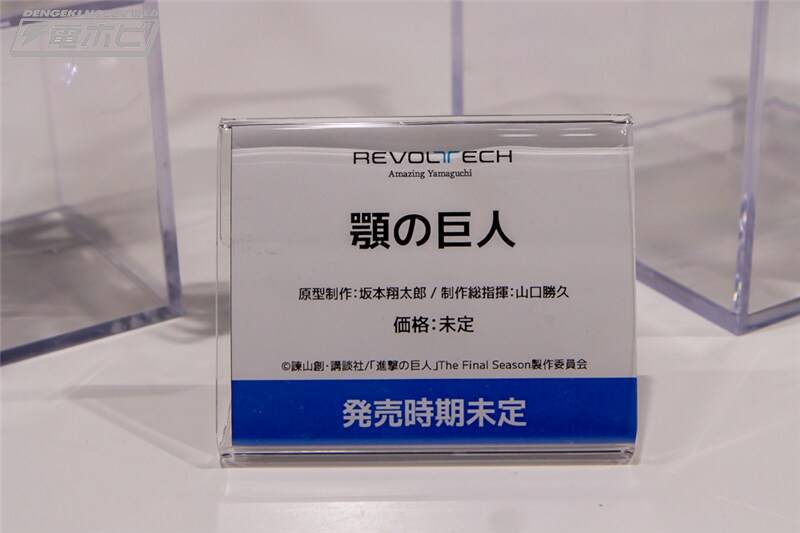 DENGEKI HOBBY WEB
電ホビ
REVOLTECH
Amazing Yamaguchi
顎の巨人
原型制作：坂本翔太郎 / 制作総指揮：山口勝久
価格：未定
©諫山創・講談社/「進撃の巨人」The Final Season製作委員会
発売時期未定